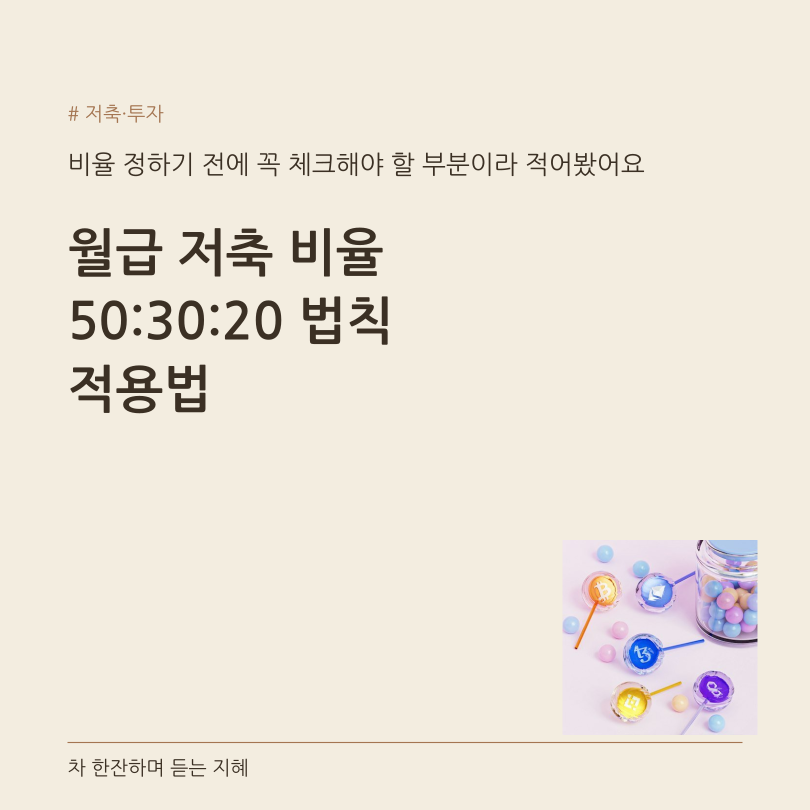 # 저축·투자
비율 정하기 전에 꼭 체크해야 할 부분이라 적어봤어요
월급 저축 비율
50:30:20 법칙
적용법
차 한잔하며 듣는 지혜